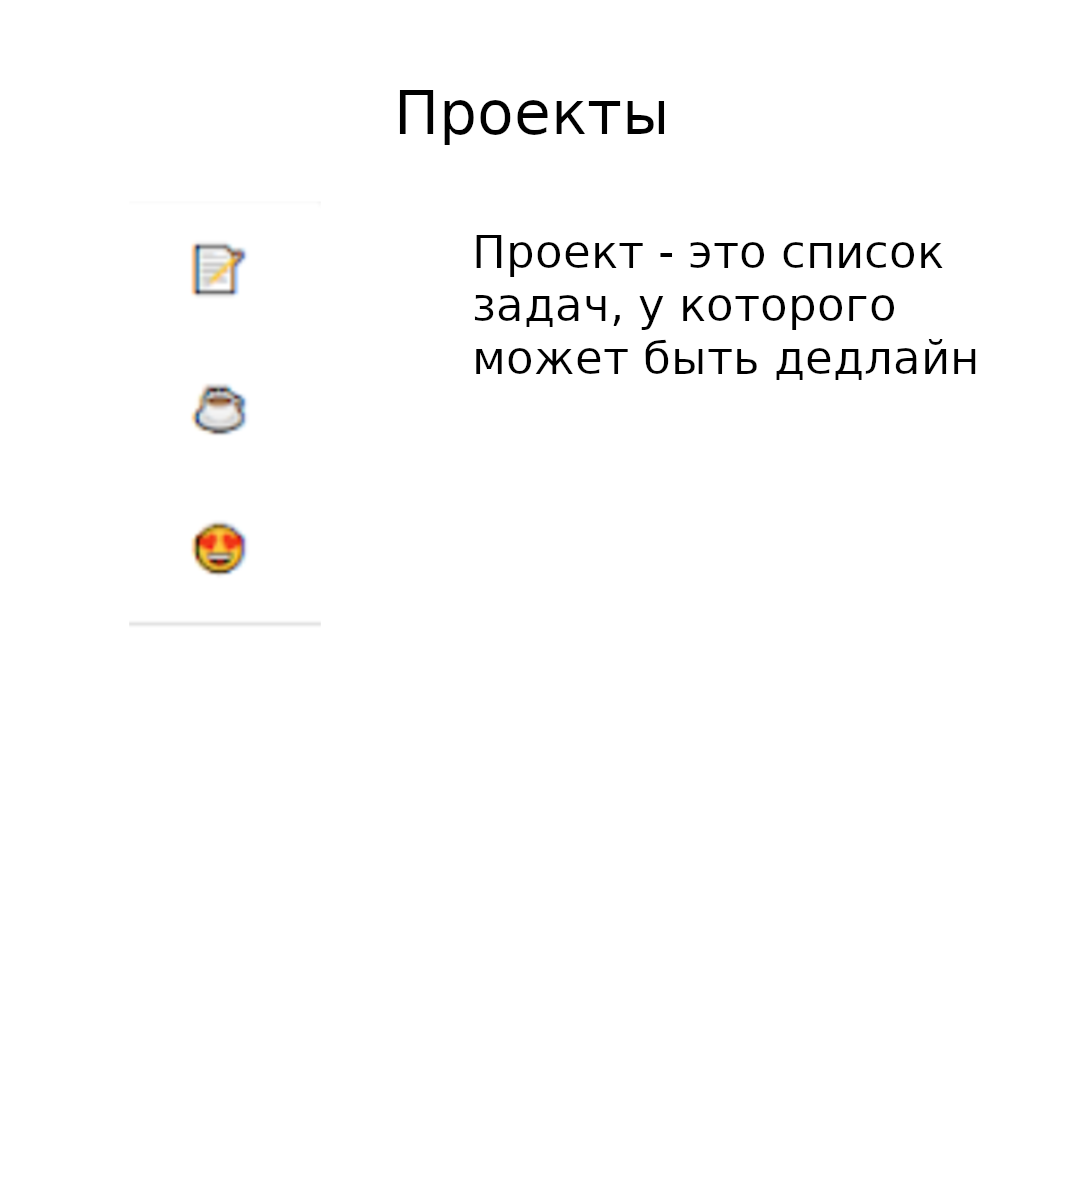 Проекты
Проект - это список
задач, у которого
может быть дедлайн